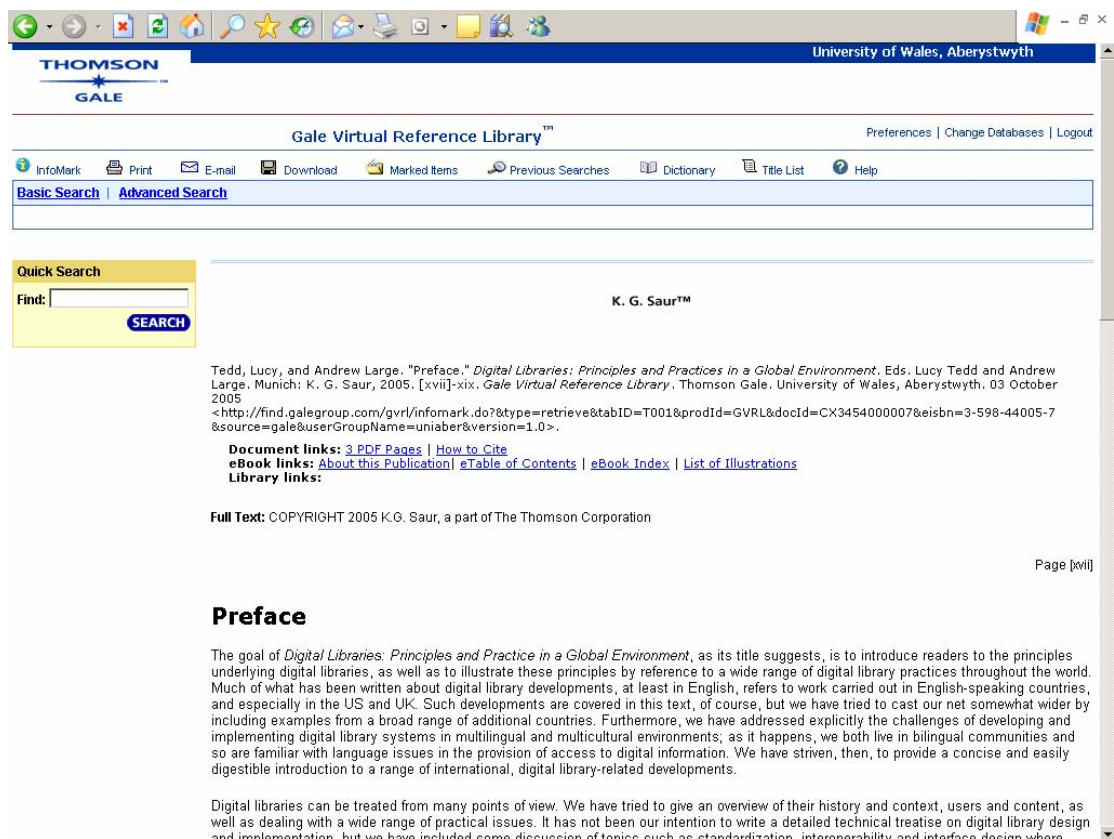 University of Wales, Aberystwyth
THOMSON
GALE
Gale Virtual Reference Library™
Preferences | Change Databases | Logout
InfoMark Print E-mail Download Marked Items Previous Searches Dictionary Title List Help
Basic Search | Advanced Search
Quick Search
Find:
SEARCH
K. G. Saur™
Tedd, Lucy, and Andrew Large. "Preface." Digital Libraries: Principles and Practices in a Global Environment. Eds. Lucy Tedd and Andrew
Large. Munich: K. G. Saur, 2005. [xvii]-xix. Gale Virtual Reference Library. Thomson Gale. University of Wales, Aberystwyth. 03 October
2005
<http://find.galegroup.com/gvrl/infomark.do?&type=retrieve&tabID=T001&prodId=GVRL&docId=CX3454000007&eisbn=3-598-44005-7
&source=gale&userGroupName=uniaber&version=1.0>.
Document links: 3 PDF Pages | How to Cite
eBook links: About this Publication| eTable of Contents | eBook Index | List of Illustrations
Library links:
Full Text: COPYRIGHT 2005 K.G. Saur, a part of The Thomson Corporation
Page [xvii]
Preface
The goal of Digital Libraries: Principles and Practice in a Global Environment, as its title suggests, is to introduce readers to the principles
underlying digital libraries, as well as to illustrate these principles by reference to a wide range of digital library practices throughout the world.
Much of what has been written about digital library developments, at least in English, refers to work carried out in English-speaking countries,
and especially in the US and UK. Such developments are covered in this text, of course, but we have tried to cast our net somewhat wider by
including examples from a broad range of additional countries. Furthermore, we have addressed explicitly the challenges of developing and
implementing digital library systems in multilingual and multicultural environments; as it happens, we both live in bilingual communities and
so are familiar with language issues in the provision of access to digital information. We have striven, then, to provide a concise and easily
digestible introduction to a range of international, digital library-related developments.
Digital libraries can be treated from many points of view. We have tried to give an overview of their history and context, users and content, as
well as dealing with a wide range of practical issues. It has not been our intention to write a detailed technical treatise on digital library design
and implementation, but we have included some discussion of topics such as standardization, interoperability and interface design where